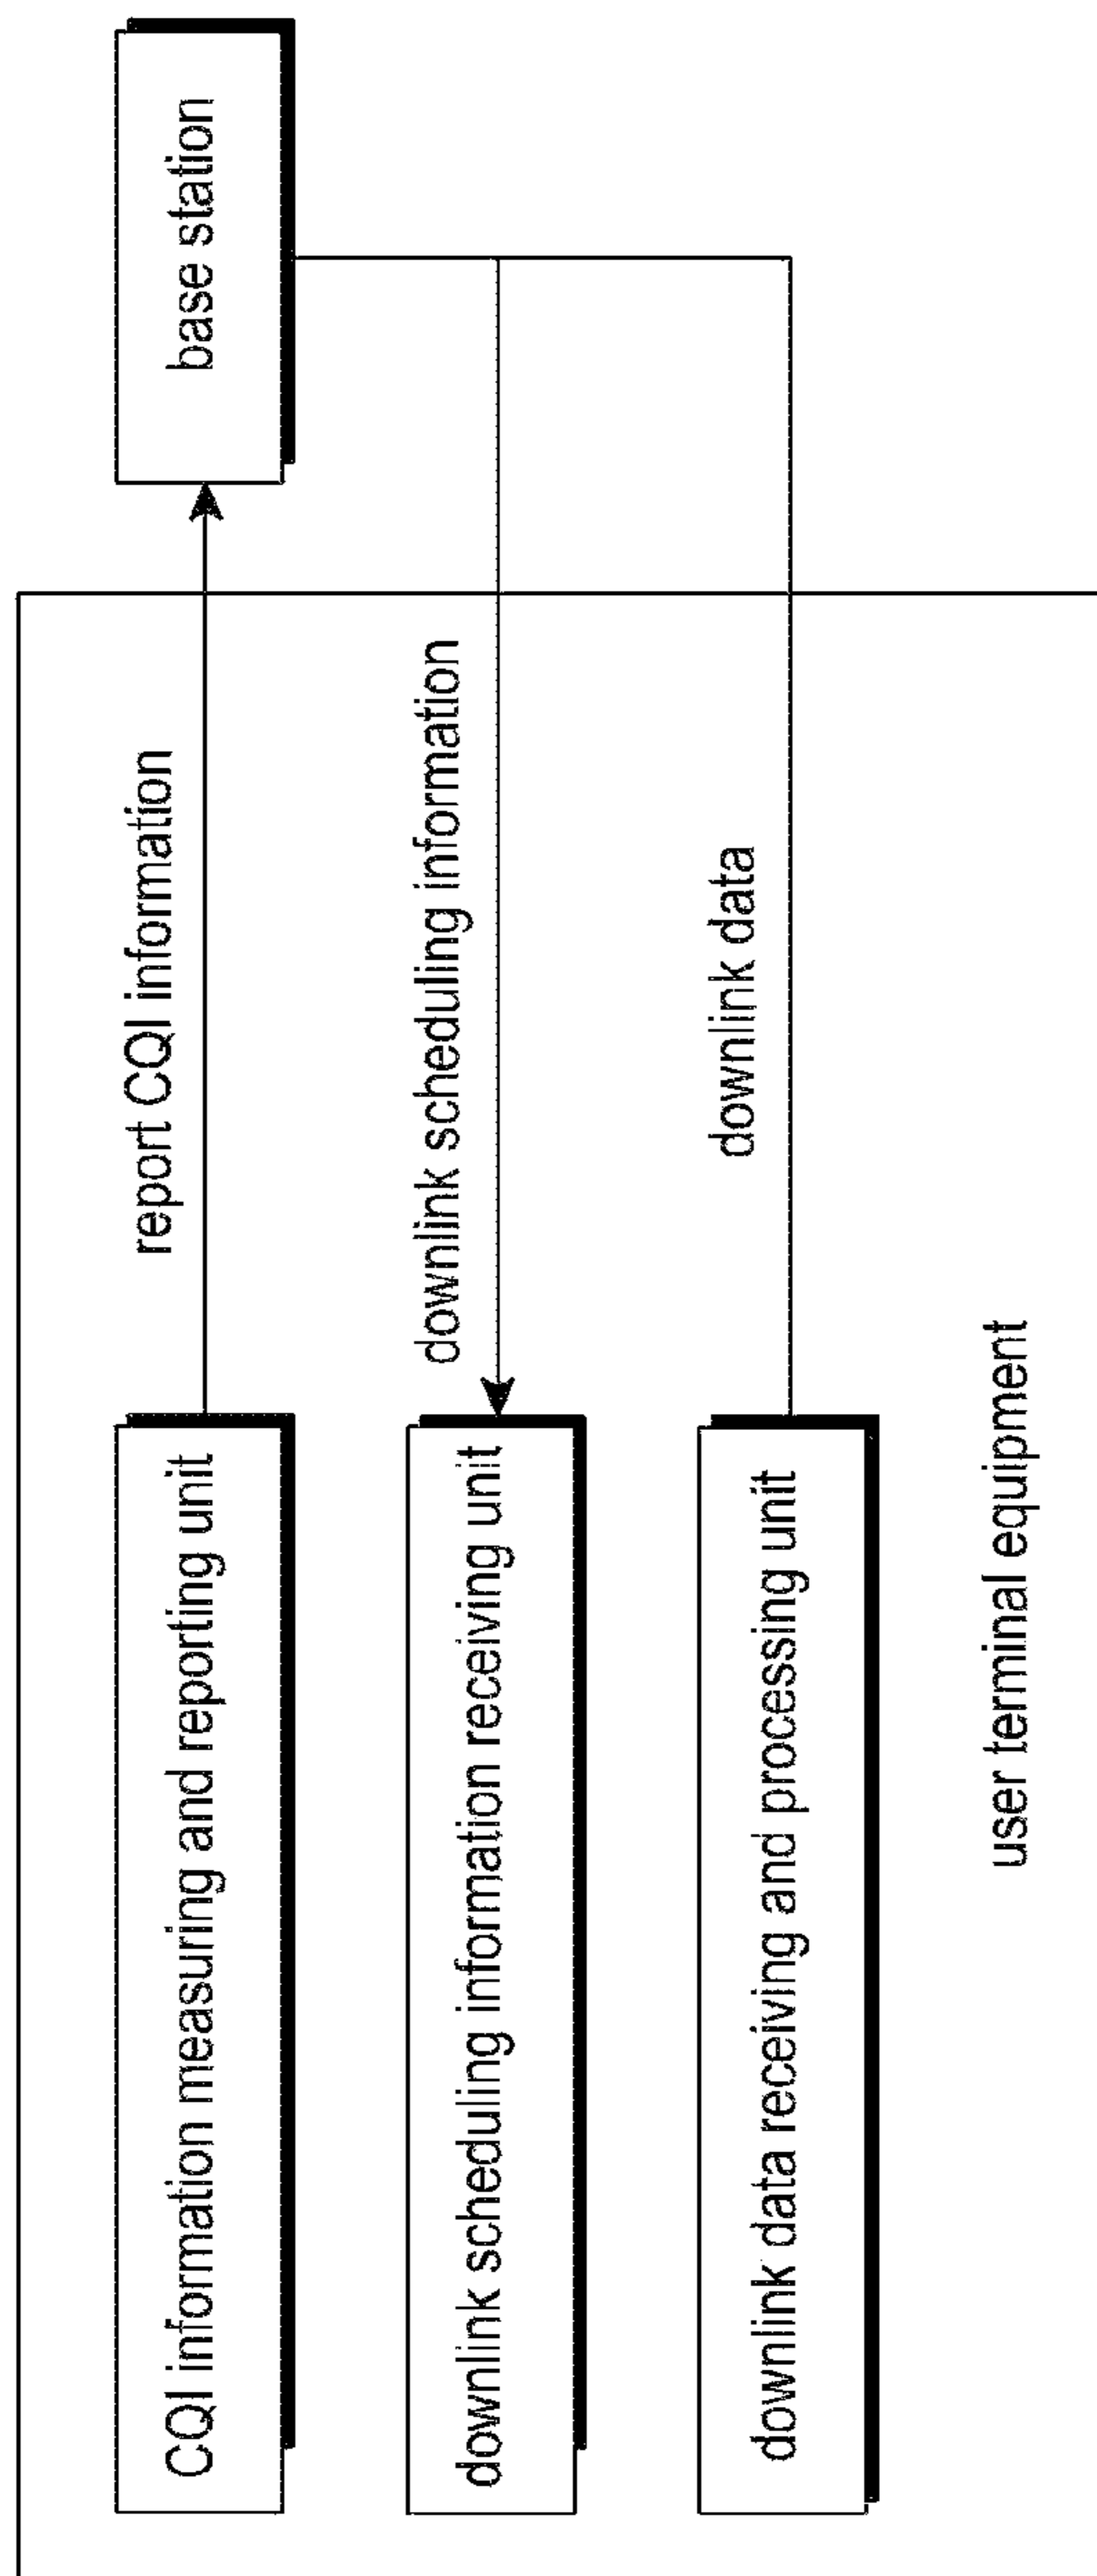 CQI information measuring and reporting unit
report CQI information
base station
downlink scheduling information receiving unit
downlink scheduling information
downlink data receiving and processing unit
downlink data
user terminal equipment